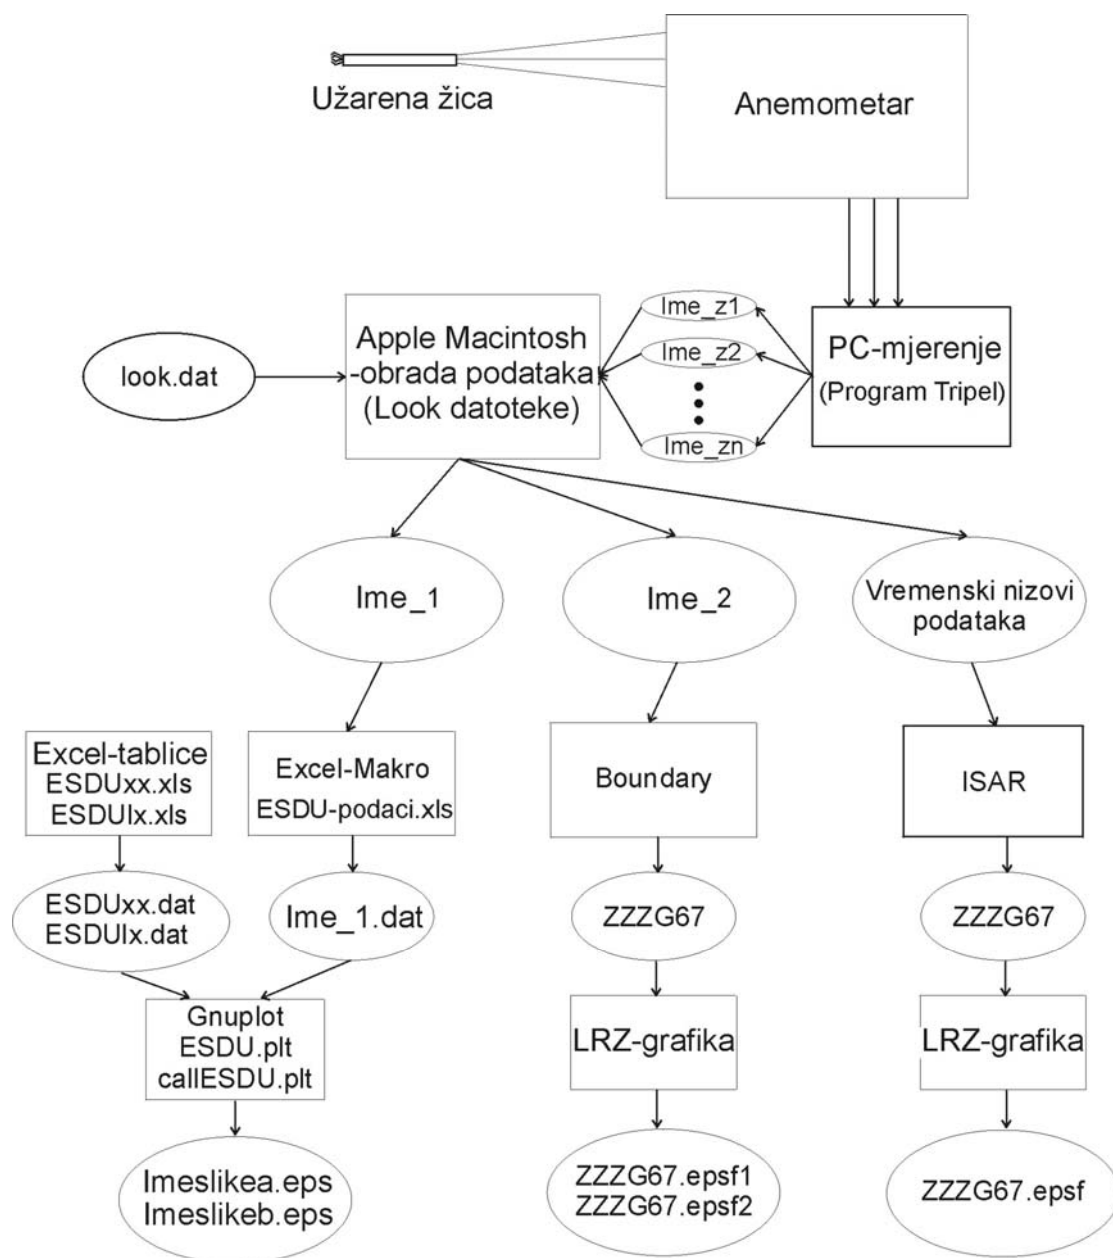 Užarena žica
Anemometar
look.dat
Apple Macintosh
-obrada podataka
(Look datoteke)
Ime_z1
Ime_z2
Ime_zn
PC-mjerenje
(Program Tripel)
Ime_1
Ime_2
Vremenski nizovi
podataka
Excel-tablice
ESDUxx.xls
ESDUIx.xls
Excel-Makro
ESDU-podaci.xls
Boundary
ISAR
ESDUxx.dat
ESDUIx.dat
Ime_1.dat
ZZZG67
ZZZG67
Gnuplot
ESDU.plt
callESDU.plt
LRZ-grafika
LRZ-grafika
Imeslikea.eps
Imeslikeb.eps
ZZZG67.epsf1
ZZZG67.epsf2
ZZZG67.epsf